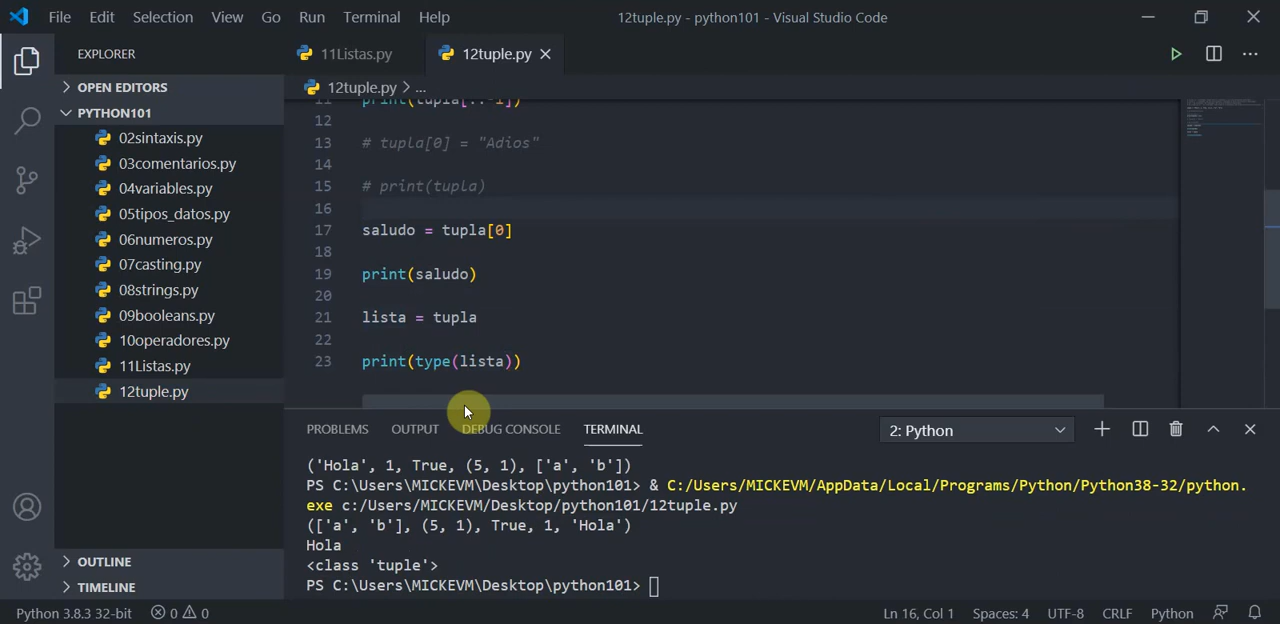 File Edit Selection View Go Run Terminal Help 12tuple.py - python101 - Visual Studio Code
EXPLORER
OPEN EDITORS
PYTHON101
02sintaxis.py
03comentarios.py
04variables.py
05tipos_datos.py
06numeros.py
07casting.py
08strings.py
09booleans.py
10operadores.py
11Listas.py
12tuple.py
OUTLINE
TIMELINE
11Listas.py 12tuple.py
12tuple.py > ...
11 print(tupla[::-1])
12
13 # tupla[0] = "Adios"
14
15 # print(tupla)
16
17 saludo = tupla[0]
18
19 print(saludo)
20
21 lista = tupla
22
23 print(type(lista))
PROBLEMS OUTPUT DEBUG CONSOLE TERMINAL 2: Python
('Hola', 1, True, (5, 1), ['a', 'b'])
PS C:\Users\MICKEVM\Desktop\python101> & C:/Users/MICKEVM/AppData/Local/Programs/Python/Python38-32/python.
exe c:/Users/MICKEVM/Desktop/python101/12tuple.py
(['a', 'b'], (5, 1), True, 1, 'Hola')
Hola
<class 'tuple'>
PS C:\Users\MICKEVM\Desktop\python101>
Python 3.8.3 32-bit 0 0 Ln 16, Col 1 Spaces: 4 UTF-8 CRLF Python